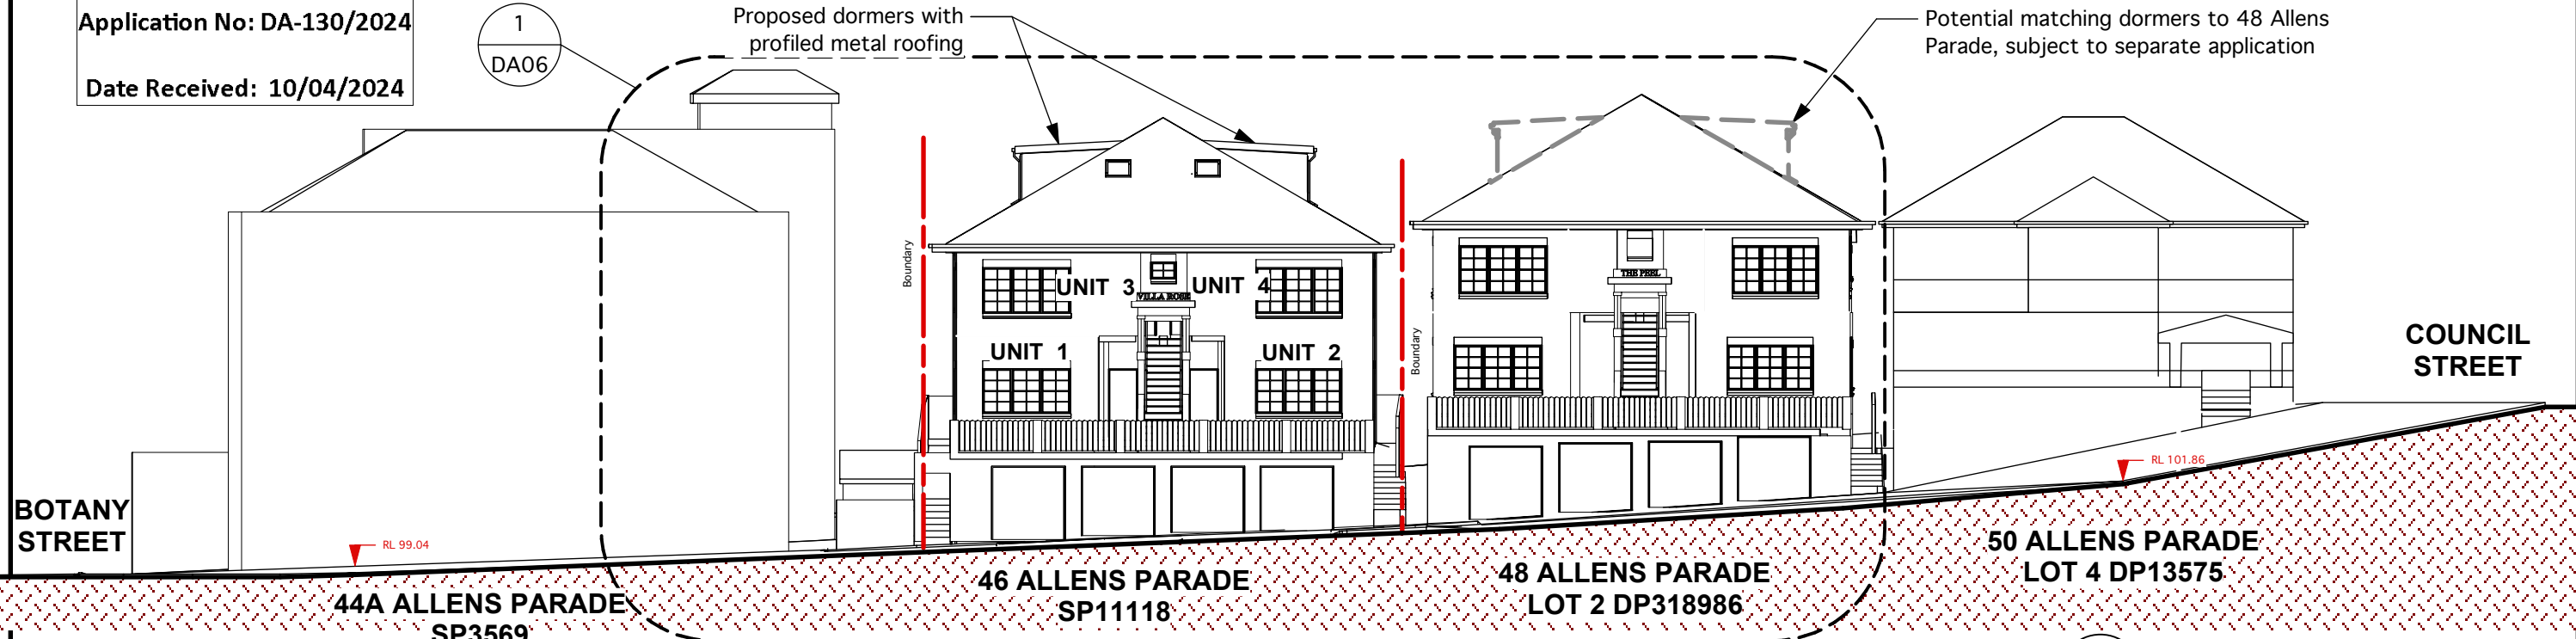 Application No: DA-130/2024
Date Received: 10/04/2024
1
DA06
Proposed dormers with
profiled metal roofing
Potential matching dormers to 48 Allens
Parade, subject to separate application
Boundary
UNIT 3
UNIT 4
VILLA ROSE
UNIT 1
UNIT 2
Boundary
THE PEEL
COUNCIL
STREET
BOTANY
STREET
RL 99.04
RL 101.86
44A ALLENS PARADE
SP3569
46 ALLENS PARADE
SP11118
48 ALLENS PARADE
LOT 2 DP318986
50 ALLENS PARADE
LOT 4 DP13575